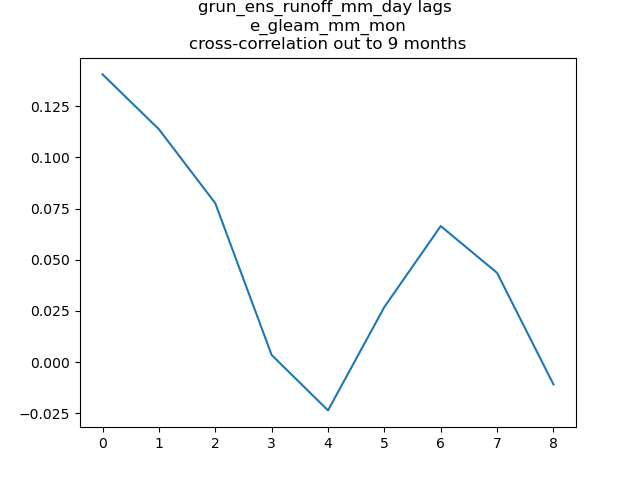 grun_ens_runoff_mm_day lags
e_gleam_mm_mon
cross-correlation out to 9 months
0.125
0.100
0.075
0.050
0.025
0.000
−0.025
0 1 2 3 4 5 6 7 8